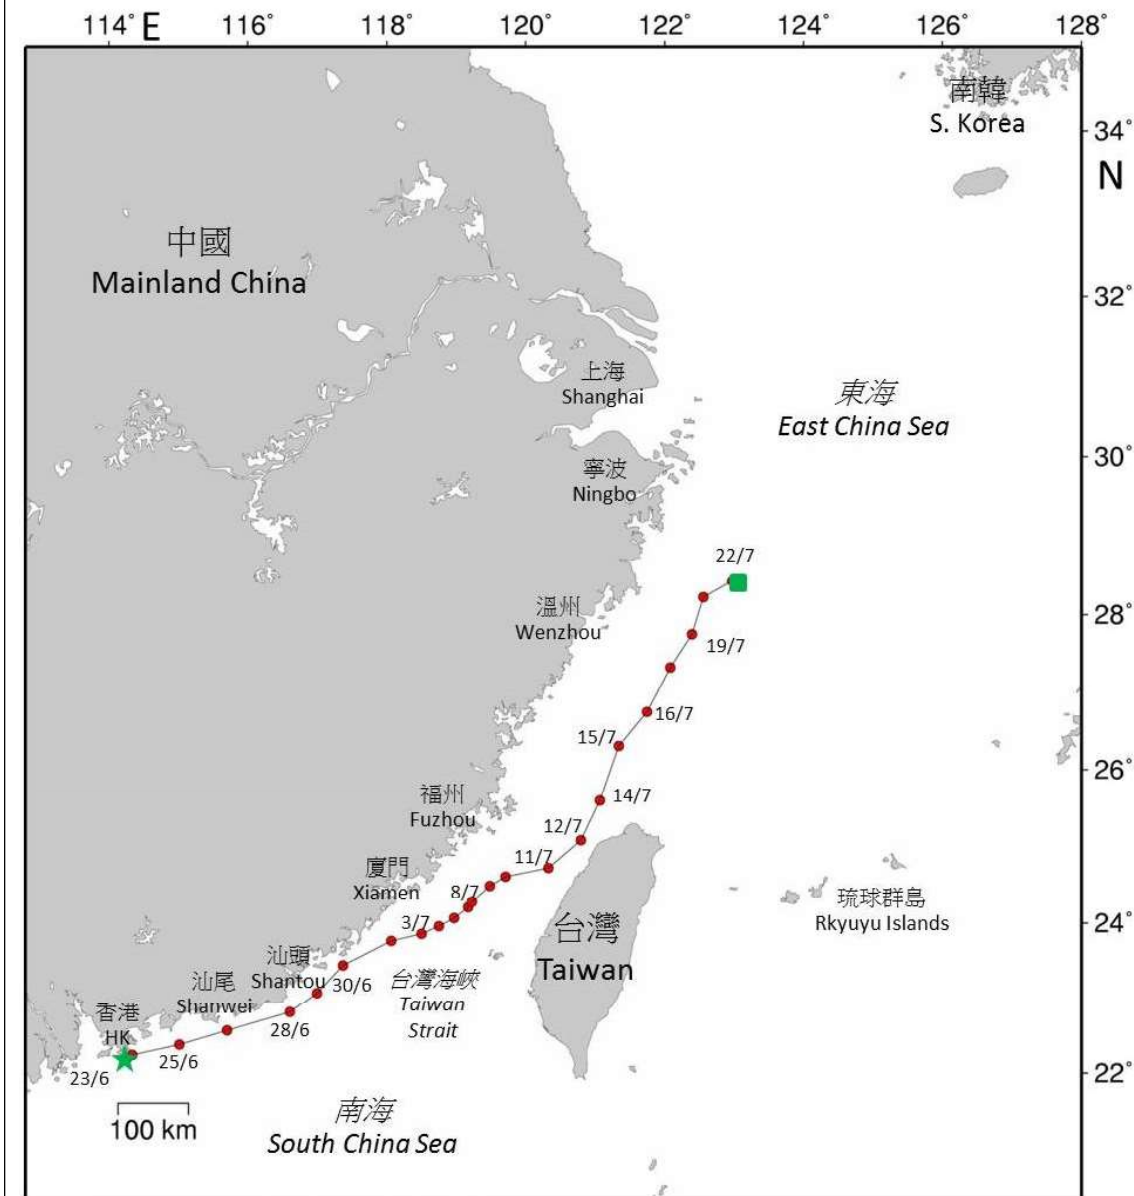 114° E 116° 118° 120° 122° 124° 126° 128°
南韓
S. Korea
34°
N
中國
Mainland China
32°
上海
Shanghai
東海
East China Sea
30°
寧波
Ningbo
22/7
溫州
Wenzhou
28°
19/7
16/7
15/7
26°
14/7
福州
Fuzhou
12/7
11/7
廈門
Xiamen
8/7
琉球群島
Rkyuyu Islands
3/7
24°
台灣
Taiwan
汕頭
Shantou
30/6
台灣海峽
Taiwan
Strait
汕尾
Shanwei
香港
HK
28/6
25/6
23/6
22°
100 km
南海
South China Sea